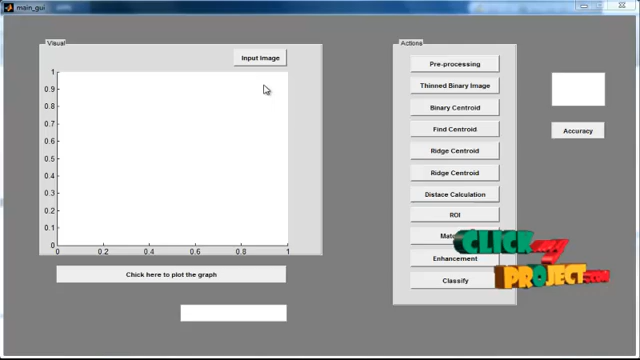 main_gui
Visual
Input Image
1
0.9
0.8
0.7
0.6
0.5
0.4
0.3
0.2
0.1
0
0 0.2 0.4 0.6 0.8 1
Click here to plot the graph
Actions
Pre-processing
Thinned Binary Image
Binary Centroid
Find Centroid
Ridge Centroid
Ridge Centroid
Distace Calculation
ROI
Enhancement
Classify
Accuracy
CLICK MY
PROJECT.COM